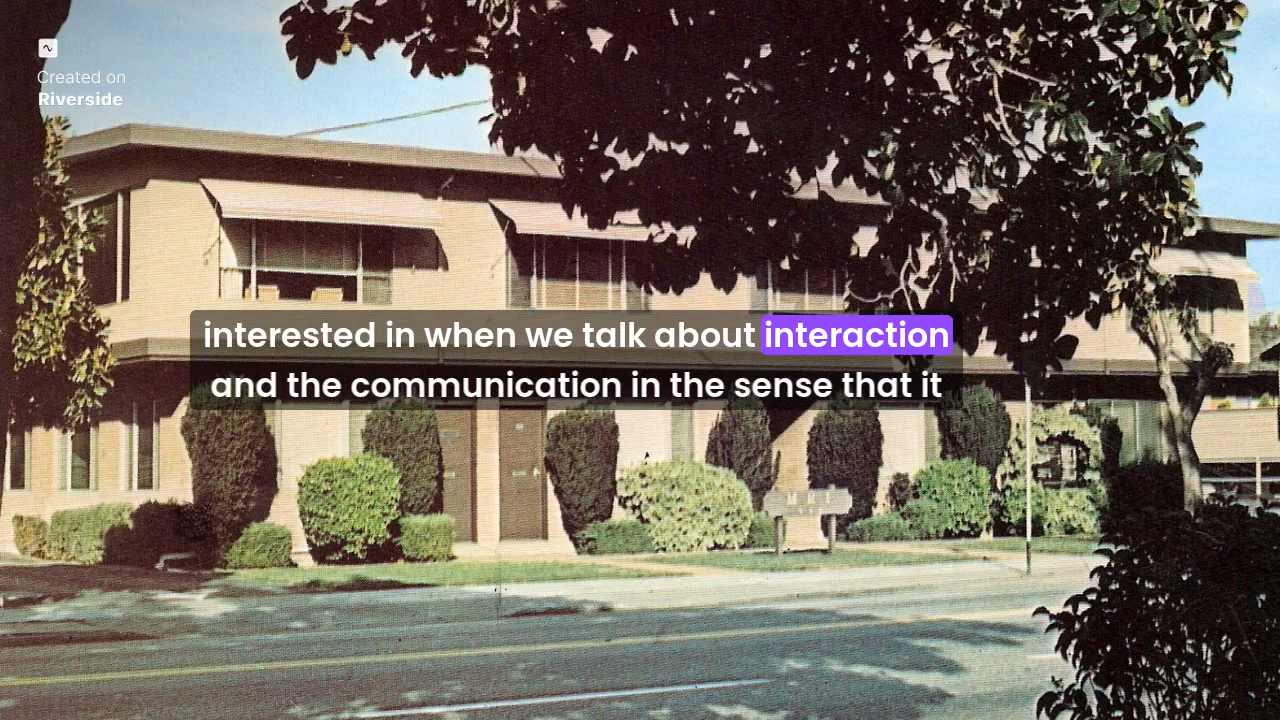 Created on
Riverside
interested in when we talk about interaction
and the communication in the sense that it